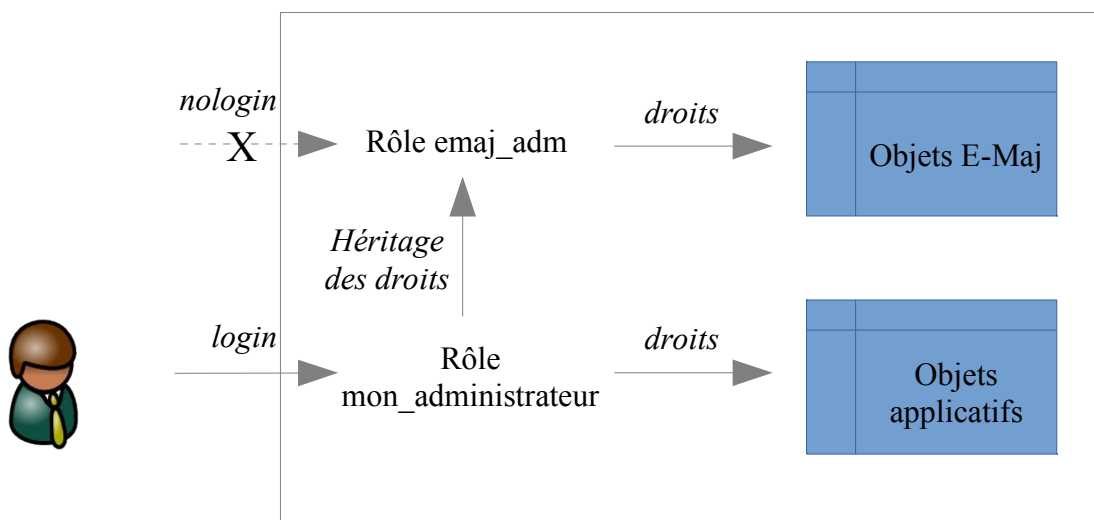 nologin
X
Rôle emaj_adm
droits
Objets E-Maj
Héritage
des droits
login
Rôle
mon_administrateur
droits
Objets
applicatifs